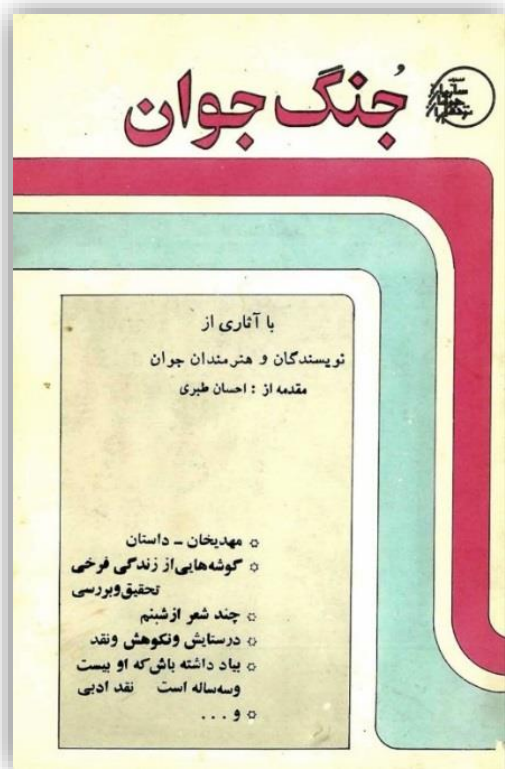 جُنگ جوان
با آثاری از
نویسندگان و هنرمندان جوان
مقدمه از : احسان طبری
☼ مهدیخان - داستان
☼ گوشه‌هایی از زندگی فرخی
تحقیق‌وبررسی
☼ چند شعر از شبنم
☼ درستایش ونکوهش ونقد
☼ بیاد داشته باش که او بیست
وسه‌ساله است نقد ادبی
☼ و . . .